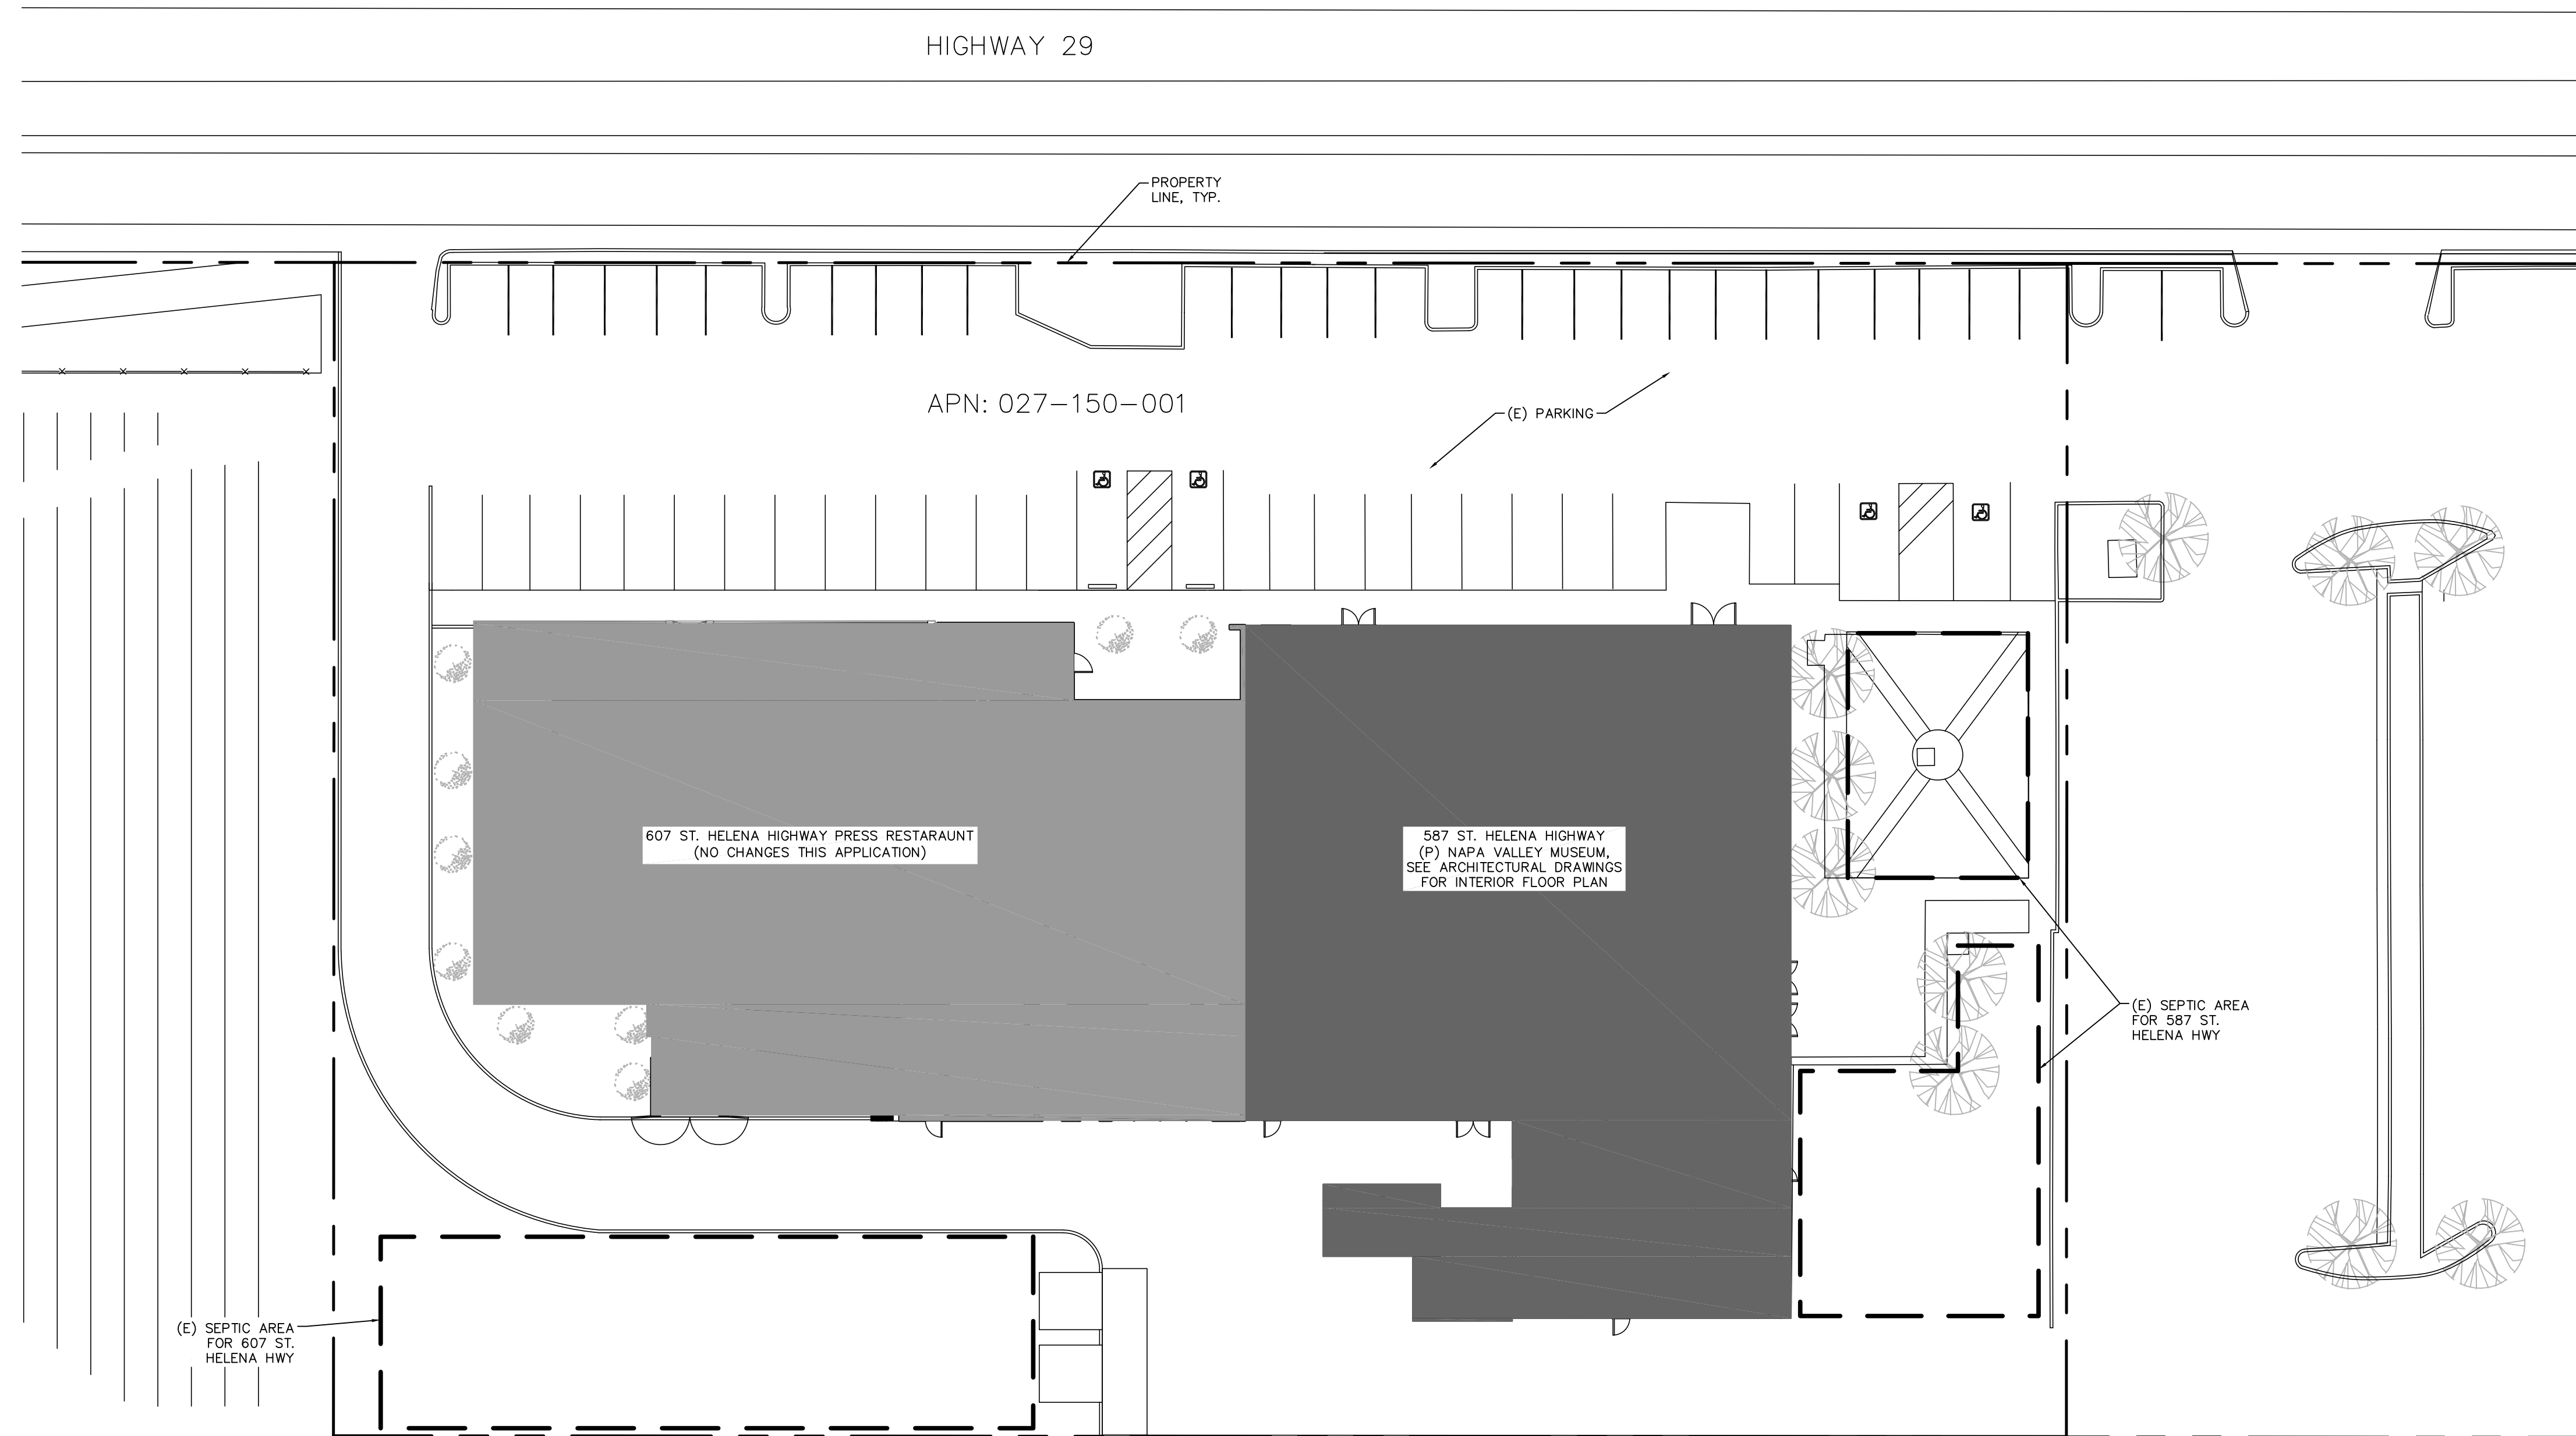 HIGHWAY 29
PROPERTY
LINE, TYP.
APN: 027-150-001
(E) PARKING
607 ST. HELENA HIGHWAY PRESS RESTARAUNT
(NO CHANGES THIS APPLICATION)
587 ST. HELENA HIGHWAY
(P) NAPA VALLEY MUSEUM,
SEE ARCHITECTURAL DRAWINGS
FOR INTERIOR FLOOR PLAN
(E) SEPTIC AREA
FOR 587 ST.
HELENA HWY
(E) SEPTIC AREA
FOR 607 ST.
HELENA HWY